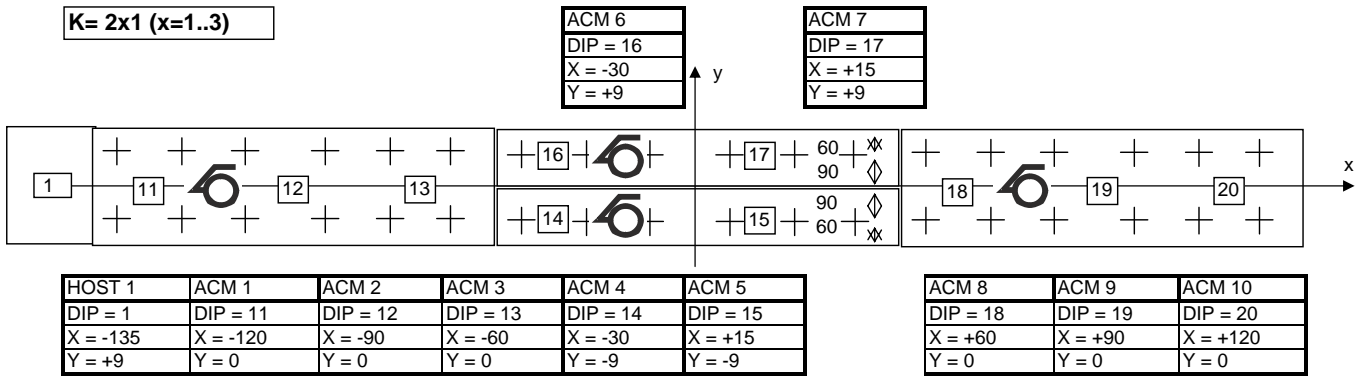 K= 2x1 (x=1..3)
ACM 6
DIP = 16
X = -30
Y = +9
ACM 7
DIP = 17
X = +15
Y = +9
y
x
1
11
12
13
16
17
60
90
14
15
90
60
18
19
20
HOST 1 ACM 1 ACM 2 ACM 3 ACM 4 ACM 5
DIP = 1 DIP = 11 DIP = 12 DIP = 13 DIP = 14 DIP = 15
X = -135 X = -120 X = -90 X = -60 X = -30 X = +15
Y = +9 Y = 0 Y = 0 Y = 0 Y = -9 Y = -9
ACM 8 ACM 9 ACM 10
DIP = 18 DIP = 19 DIP = 20
X = +60 X = +90 X = +120
Y = 0 Y = 0 Y = 0